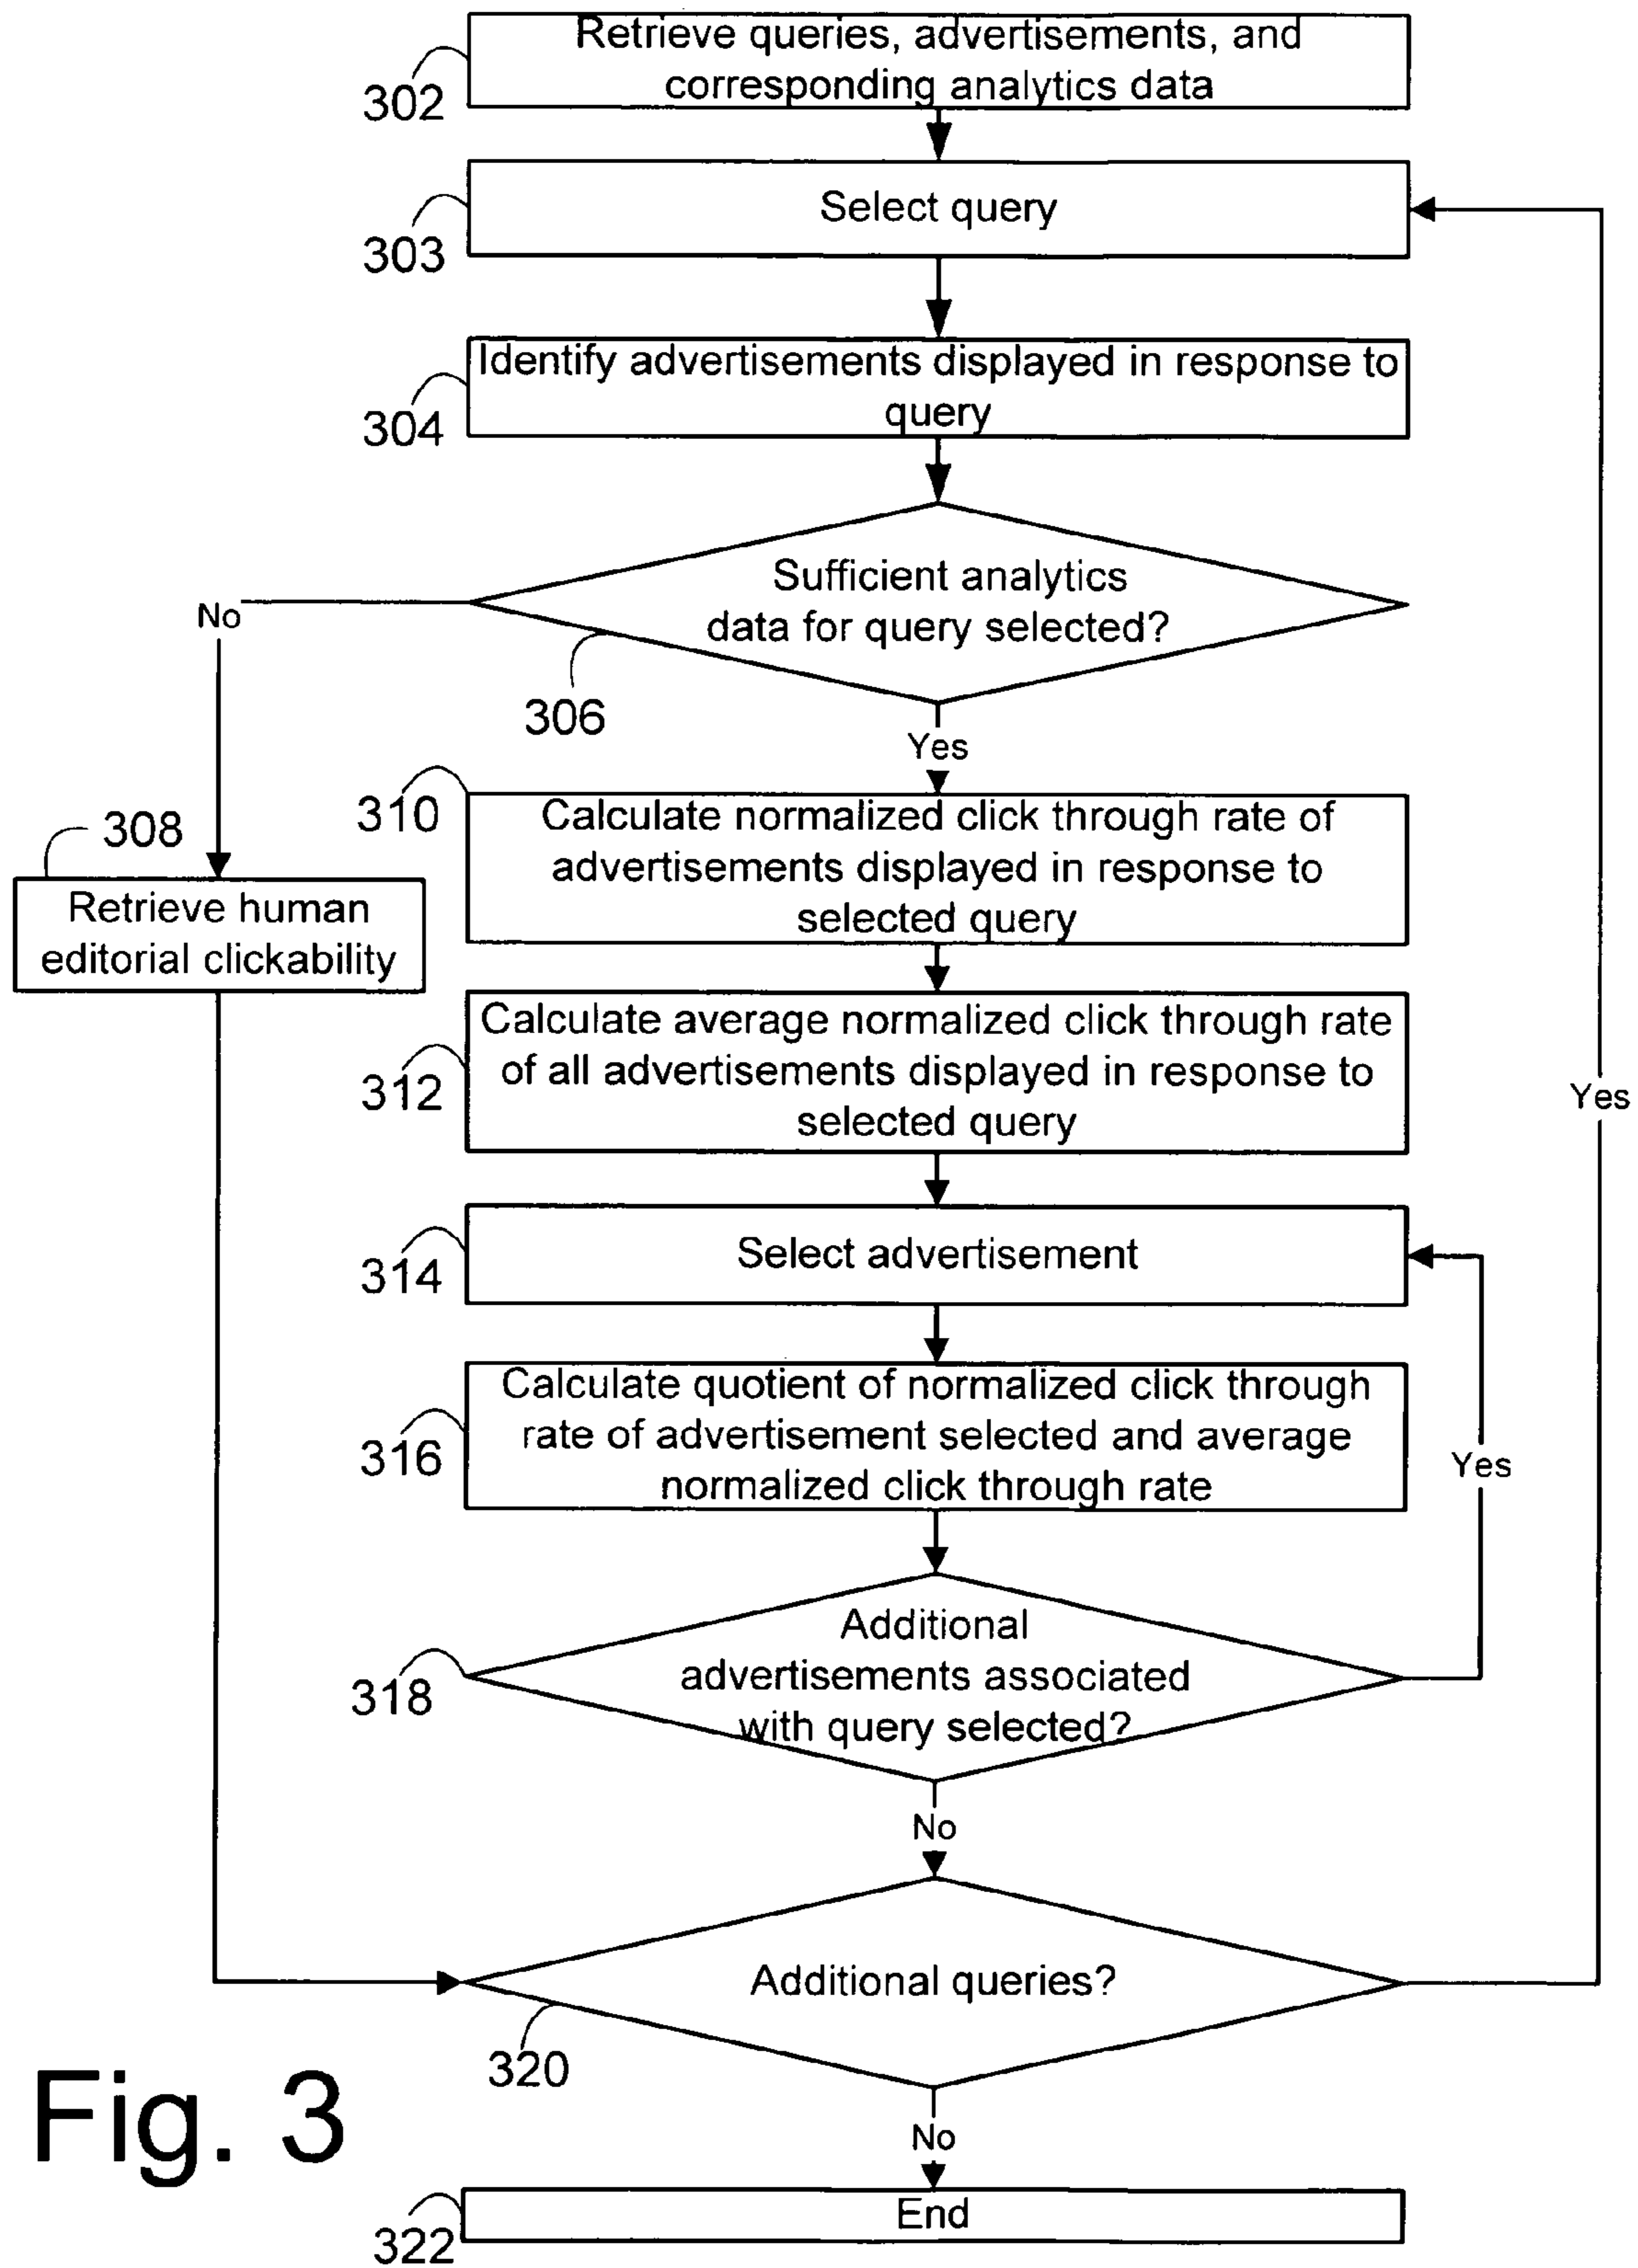 Retrieve queries, advertisements, and
corresponding analytics data
302
Select query
303
Identify advertisements displayed in response to
query
304
Sufficient analytics
data for query selected?
No
306
Yes
310
Calculate normalized click through rate of
advertisements displayed in response to
selected query
308
Retrieve human
editorial clickability
Calculate average normalized click through rate
of all advertisements displayed in response to
selected query
312
Yes
Select advertisement
314
Calculate quotient of normalized click through
rate of advertisement selected and average
normalized click through rate
316
Yes
Additional
advertisements associated
with query selected?
318
No
Additional queries?
320
No
Fig. 3
End
322